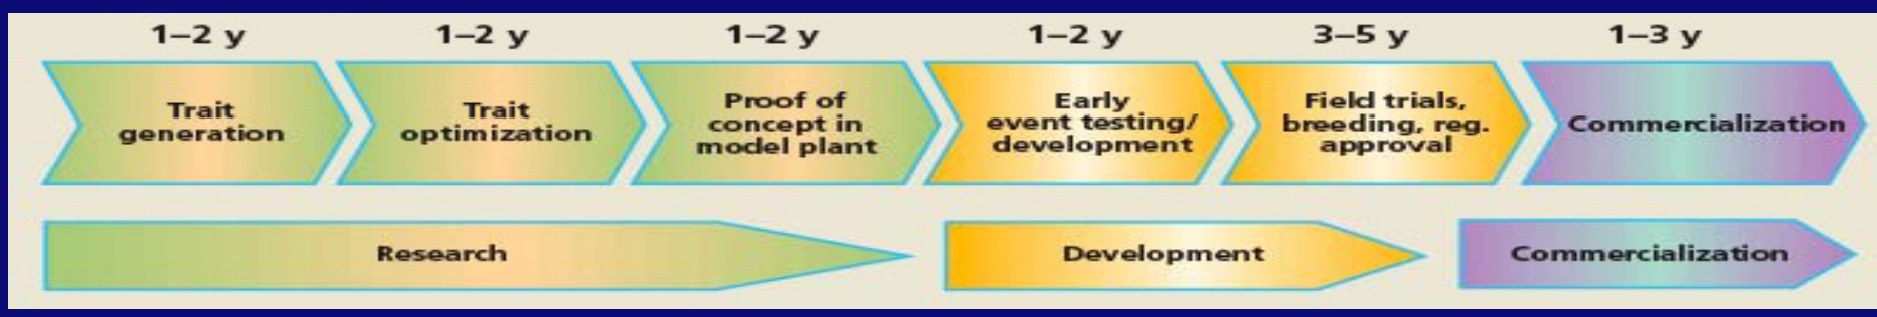 1–2 y 1–2 y 1–2 y 1–2 y 3–5 y 1–3 y
Trait
generation
Trait
optimization
Proof of
concept in
model plant
Early
event testing/
development
Field trials,
breeding, reg.
approval
Commercialization
Research
Development
Commercialization